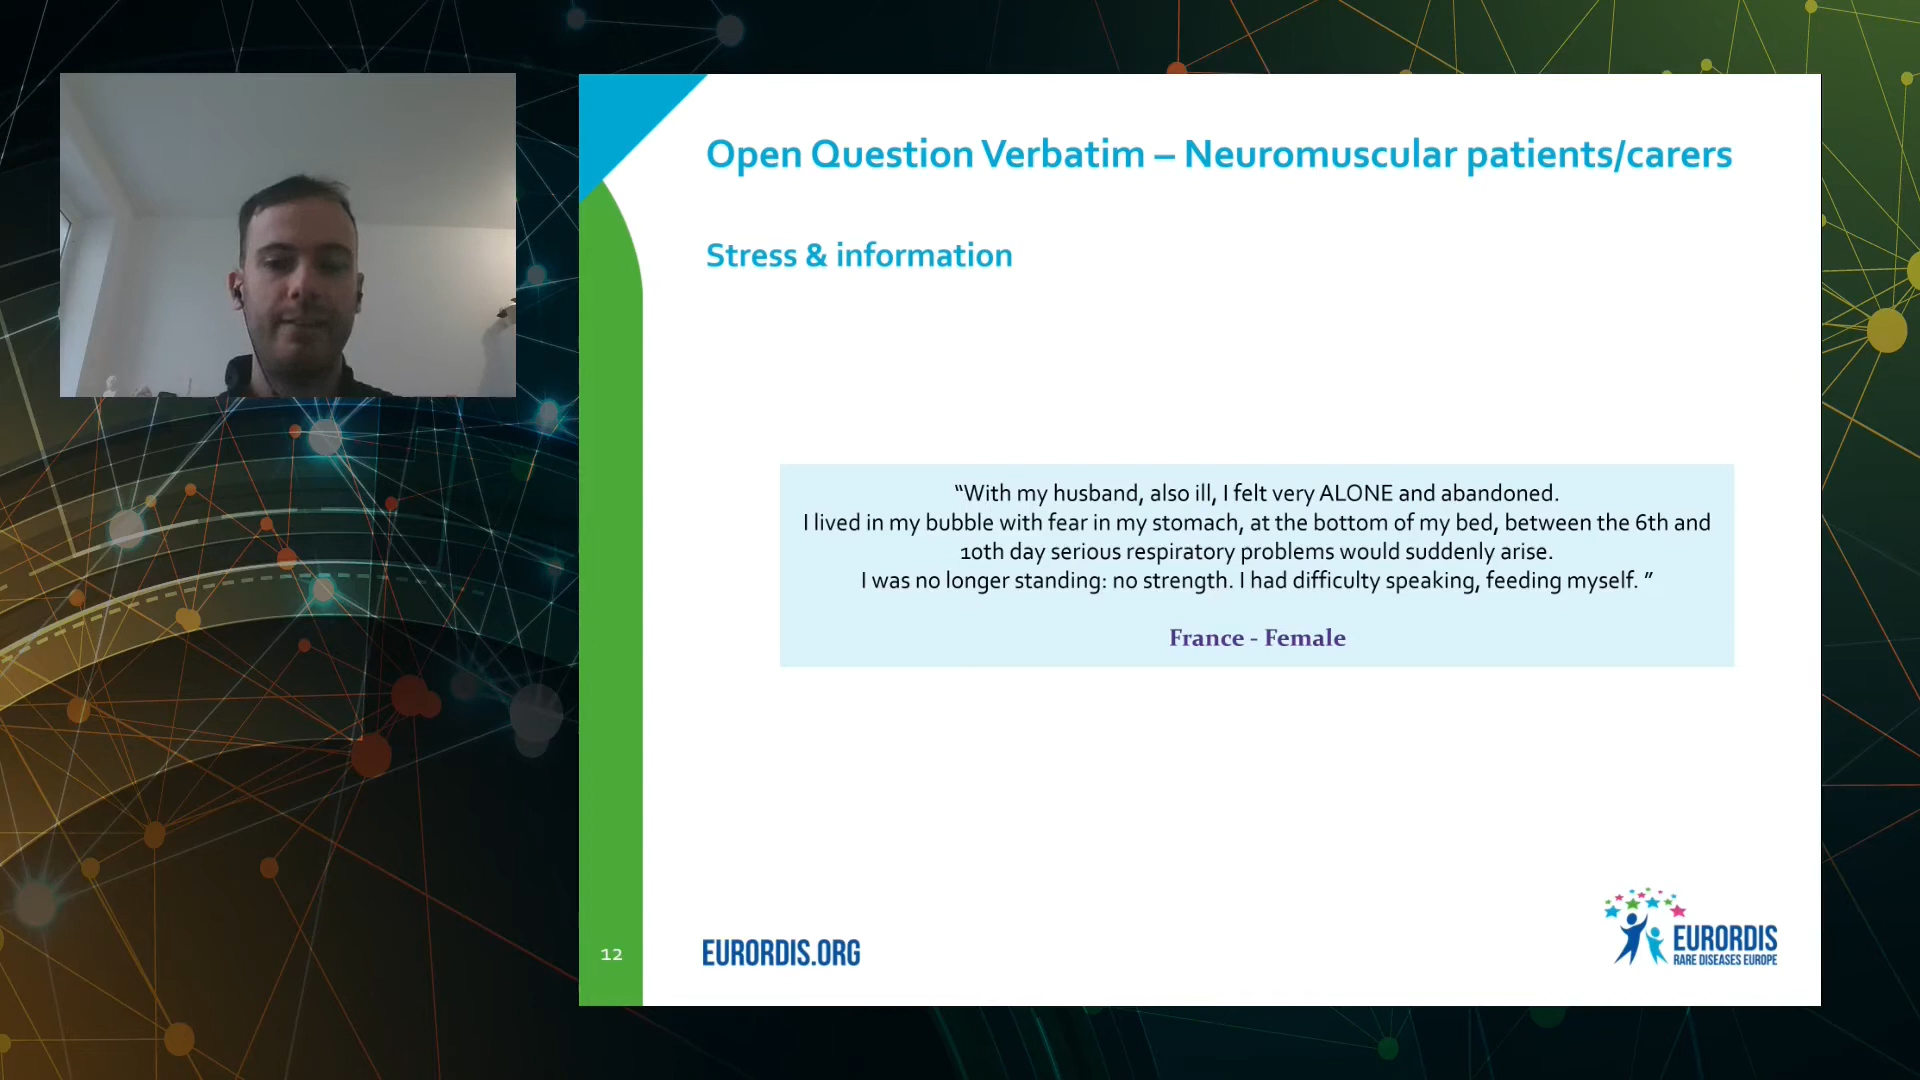 Open Question Verbatim – Neuromuscular patients/carers
Stress & information
“With my husband, also ill, I felt very ALONE and abandoned.
I lived in my bubble with fear in my stomach, at the bottom of my bed, between the 6th and
10th day serious respiratory problems would suddenly arise.
I was no longer standing: no strength. I had difficulty speaking, feeding myself. ”
France - Female
12
EURORDIS.ORG
EURORDIS
RARE DISEASES EUROPE